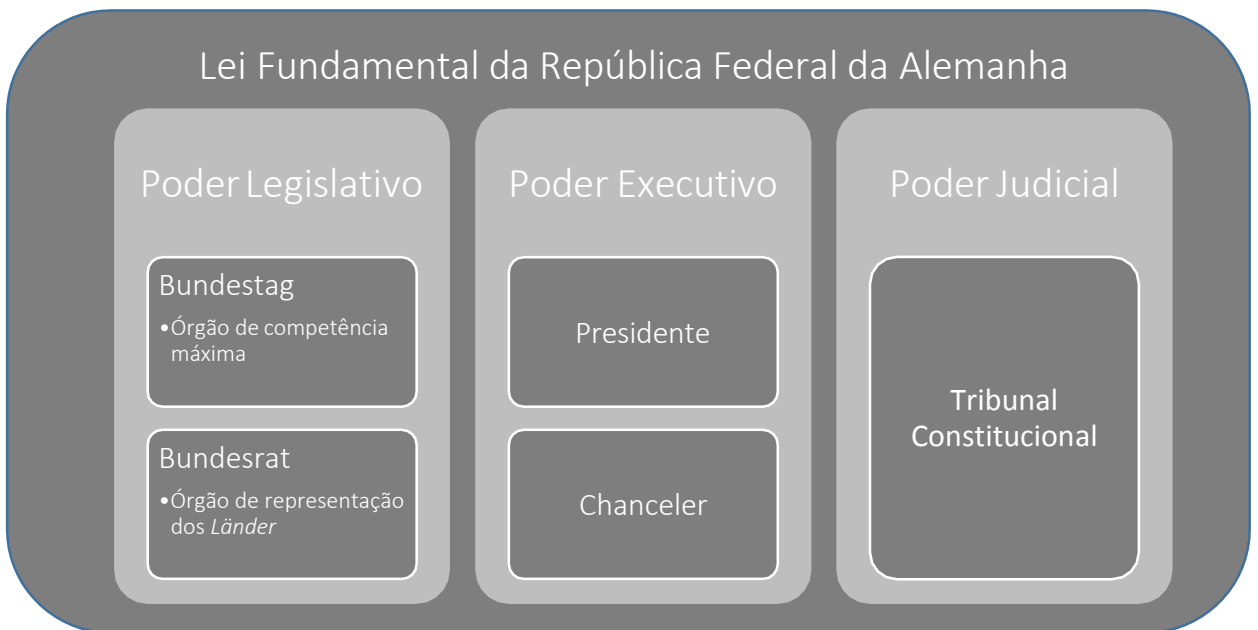 Lei Fundamental da República Federal da Alemanha
Poder Legislativo
Bundestag
•Órgão de competência
máxima
Bundesrat
•Órgão de representação
dos Länder
Poder Executivo
Presidente
Chanceler
Poder Judicial
Tribunal
Constitucional